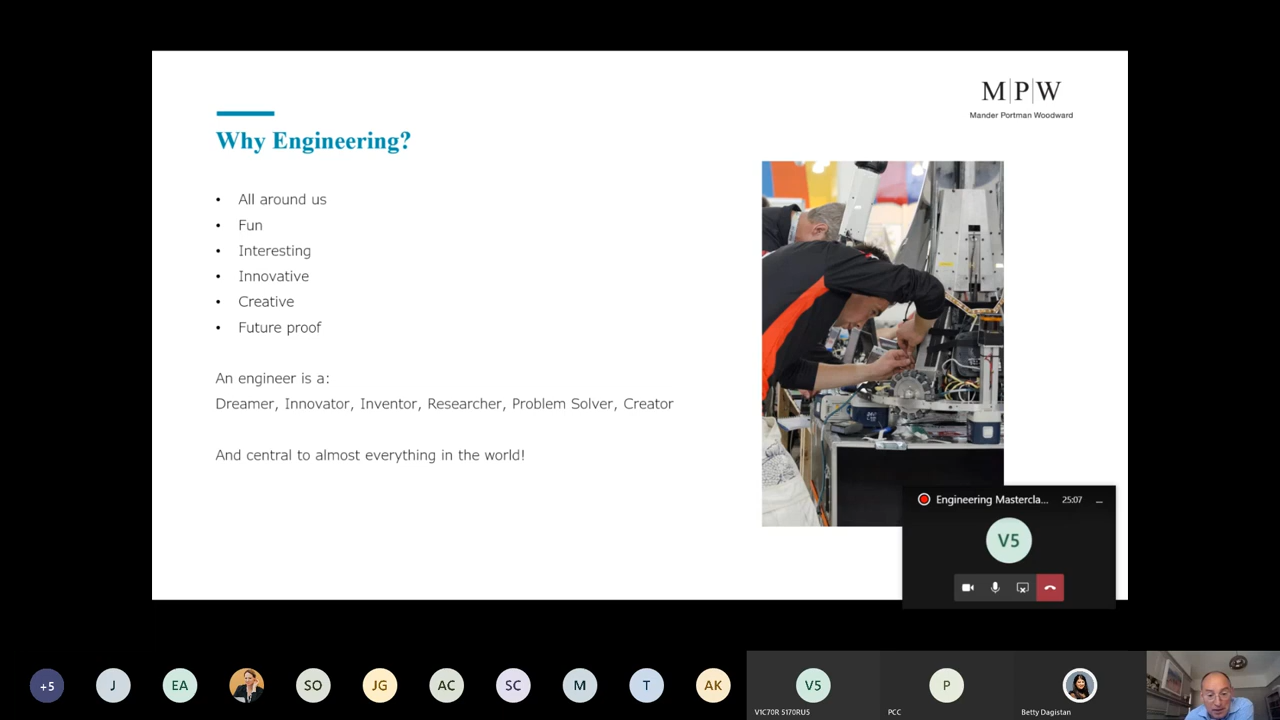 M|P|W
Mander Portman Woodward
Why Engineering?
• All around us
• Fun
• Interesting
• Innovative
• Creative
• Future proof
An engineer is a:
Dreamer, Innovator, Inventor, Researcher, Problem Solver, Creator
And central to almost everything in the world!
Engineering Mastercla... 25:07
V5
+5 J EA SO JG AC SC M T AK V5 P
V1C70R S170RUS PCC Betty Dagistan